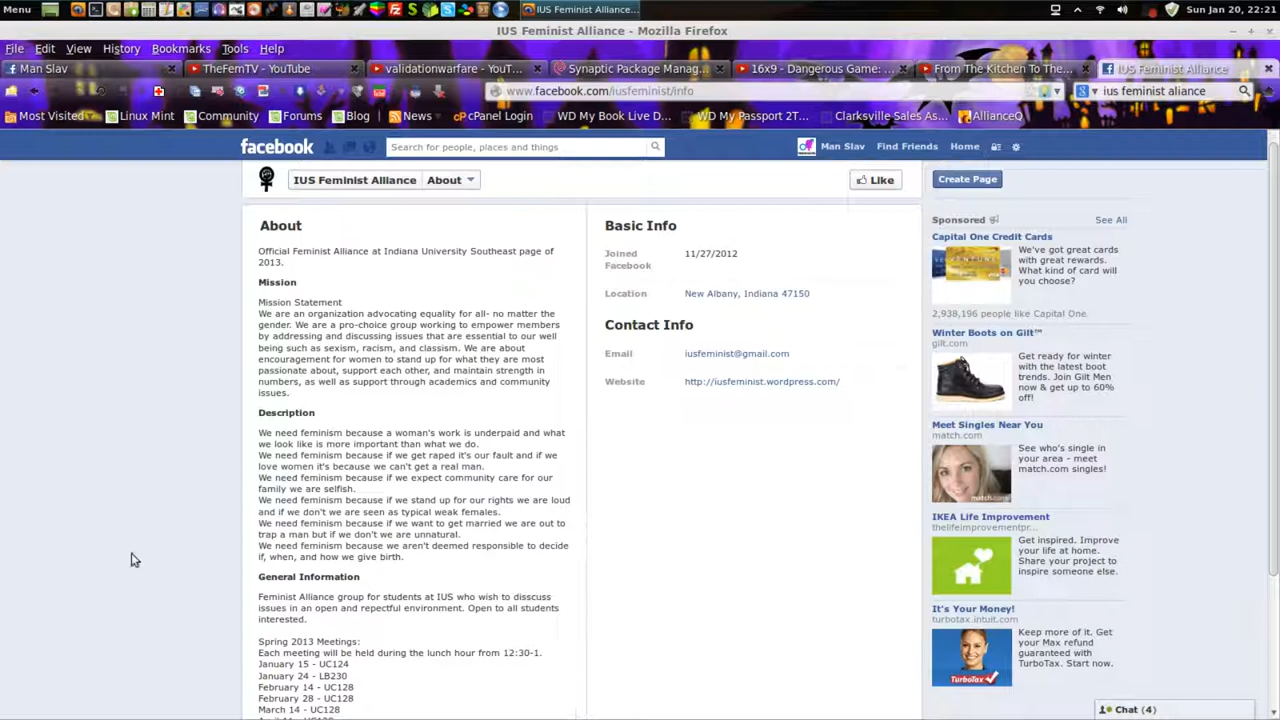 Menu
IUS Feminist Alliance...
Sun Jan 20, 22:21
IUS Feminist Alliance - Mozilla Firefox
File Edit View History Bookmarks Tools Help
Man Slav
TheFemTV - YouTube
validationwarfare - YouT...
Synaptic Package Manag...
16x9 - Dangerous Game: ...
From The Kitchen To The...
IUS Feminist Alliance
www.facebook.com/iusfeminist/info
ius feminist aliance
Most Visited
Linux Mint
Community
Forums
Blog
News
cPanel Login
WD My Book Live D...
WD My Passport 2T...
Clarksville Sales As...
AllianceQ
facebook
Search for people, places and things
Man Slav
Find Friends
Home
IUS Feminist Alliance
About
Like
Create Page
About
Official Feminist Alliance at Indiana University Southeast page of
2013.
Mission
Mission Statement
We are an organization advocating equality for all- no matter the
gender. We are a pro-choice group working to empower members
by addressing and discussing issues that are essential to our well
being such as sexism, racism, and classism. We are about
encouragement for women to stand up for what they are most
passionate about, support each other, and maintain strength in
numbers, as well as support through academics and community
issues.
Description
We need feminism because a woman's work is underpaid and what
we look like is more important than what we do.
We need feminism because if we get raped it's our fault and if we
love women it's because we can't get a real man.
We need feminism because if we expect community care for our
family we are selfish.
We need feminism because if we stand up for our rights we are loud
and if we don't we are seen as typical weak females.
We need feminism because if we want to get married we are out to
trap a man but if we don't we are unnatural.
We need feminism because we aren't deemed responsible to decide
if, when, and how we give birth.
General Information
Feminist Alliance group for students at IUS who wish to disscuss
issues in an open and repectful environment. Open to all students
interested.
Spring 2013 Meetings:
Each meeting will be held during the lunch hour from 12:30-1.
January 15 - UC124
January 24 - LB230
February 14 - UC128
February 28 - UC128
March 14 - UC128
Basic Info
Joined
Facebook
11/27/2012
Location
New Albany, Indiana 47150
Contact Info
Email
iusfeminist@gmail.com
Website
http://iusfeminist.wordpress.com/
Sponsored
See All
Capital One Credit Cards
We've got great cards
with great rewards.
What kind of card will
you choose?
2,938,196 people like Capital One.
Winter Boots on Gilt™
gilt.com
Get ready for winter
with the latest boot
trends. Join Gilt Men
now & get up to 60%
off!
Meet Singles Near You
match.com
See who's single in
your area - meet
match.com singles!
match.com
IKEA Life Improvement
thelifeimprovementpr...
Get inspired. Improve
your life at home.
Share your project to
inspire someone else.
It's Your Money!
turbotax.intuit.com
Keep more of it. Get
your Max refund
guaranteed with
TurboTax. Start now.
TurboTax
Chat (4)